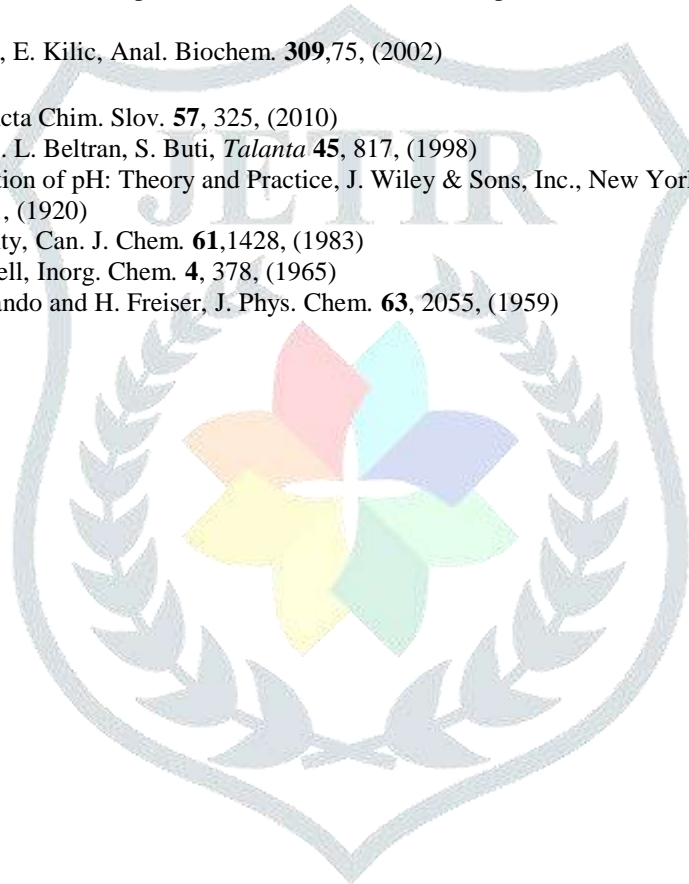 , E. Kilic, Anal. Biochem. 309,75, (2002)
cta Chim. Slov. 57, 325, (2010)
. L. Beltran, S. Buti, Talanta 45, 817, (1998)
tion of pH: Theory and Practice, J. Wiley & Sons, Inc., New York
., (1920)
ty, Can. J. Chem. 61,1428, (1983)
ell, Inorg. Chem. 4, 378, (1965)
ando and H. Freiser, J. Phys. Chem. 63, 2055, (1959)
JETIR